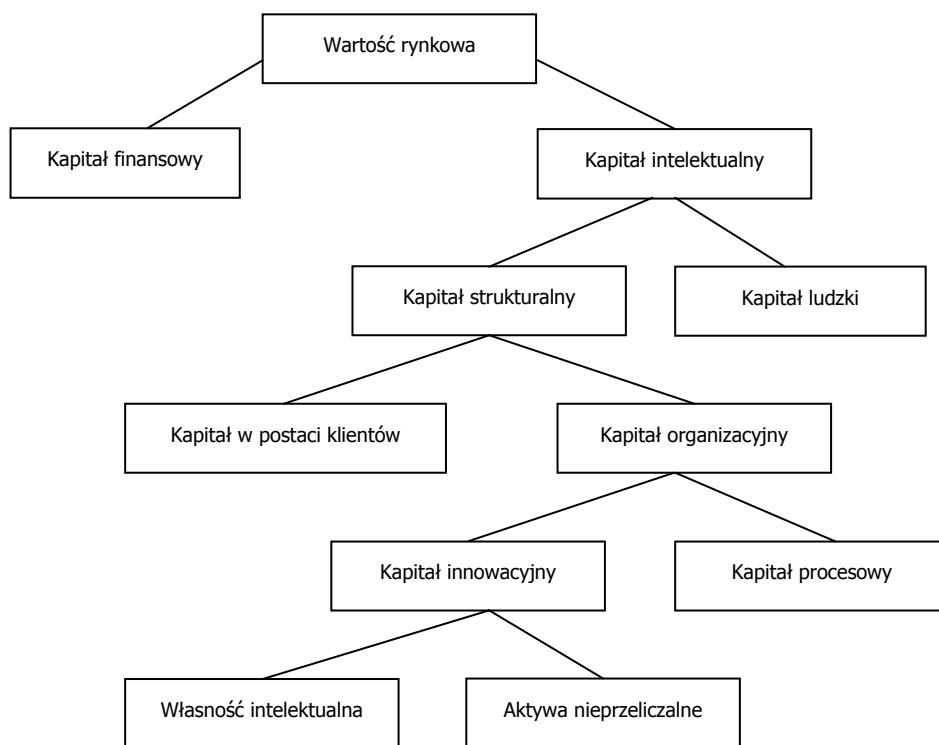 Wartość rynkowa
Kapitał finansowy
Kapitał intelektualny
Kapitał strukturalny
Kapitał ludzki
Kapitał w postaci klientów
Kapitał organizacyjny
Kapitał innowacyjny
Kapitał procesowy
Własność intelektualna
Aktywa nieprzeliczalne